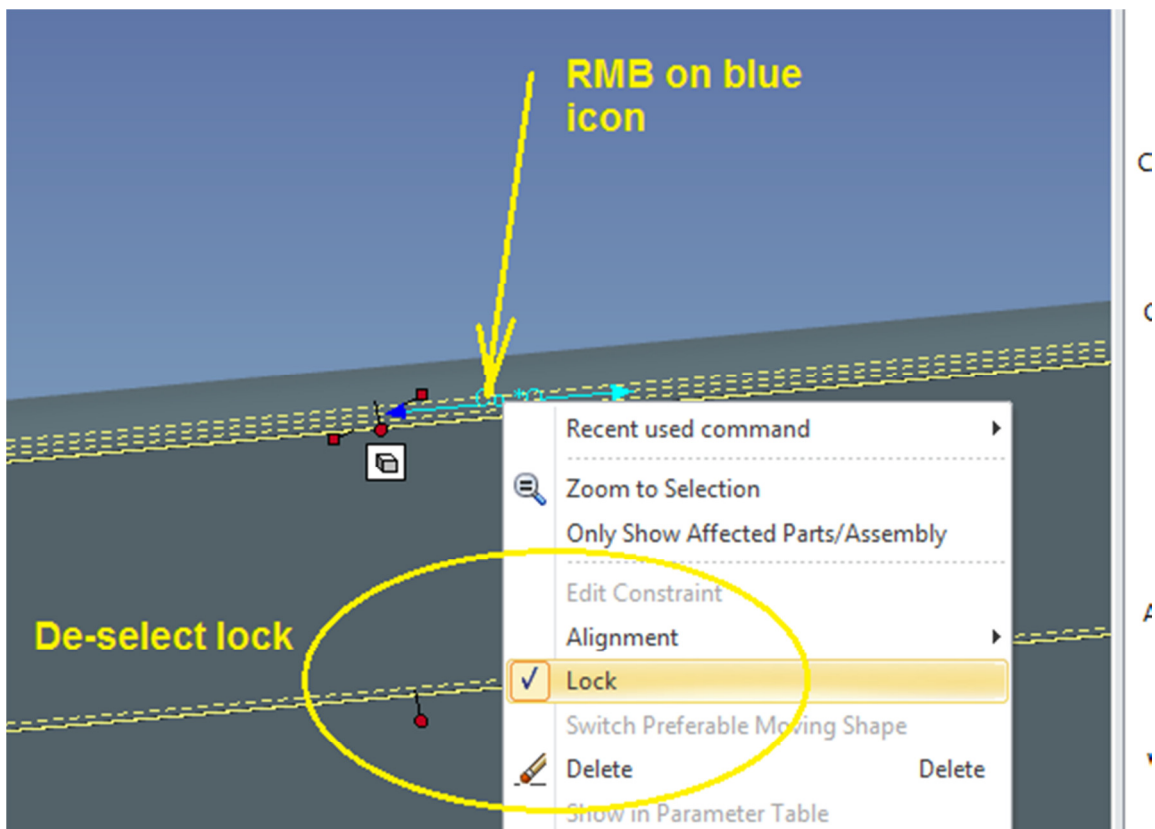 RMB on blue
icon
Recent used command
Zoom to Selection
Only Show Affected Parts/Assembly
Edit Constraint
Alignment
De-select lock
Lock
Switch Preferable Moving Shape
Delete Delete
Show in Parameter Table